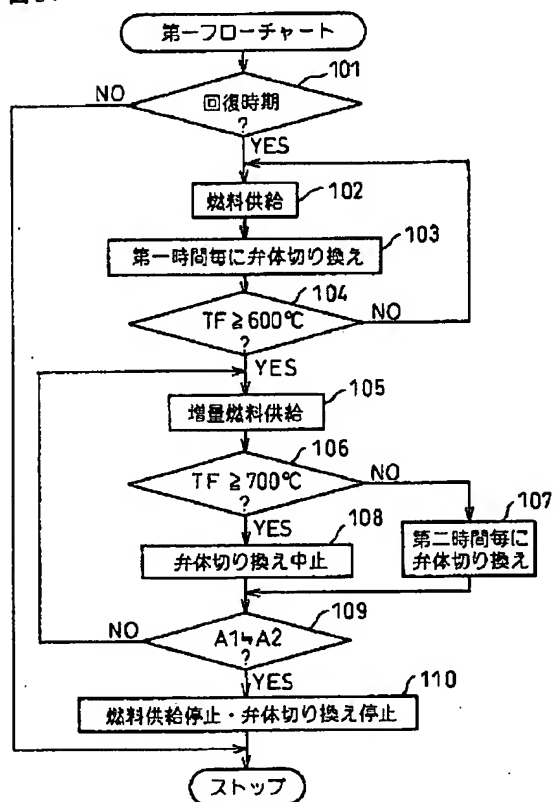 第一フローチャート
101
NO
回復時期
?
YES
燃料供給
102
103
第一時間毎に弁体切り換え
104
TF≧600℃
?
NO
YES
105
増量燃料供給
106
TF≧700℃
?
NO
YES
107
第二時間毎に
弁体切り換え
108
弁体切り換え中止
109
NO
A1≒A2
?
YES
110
燃料供給停止・弁体切り換え停止
ストップ